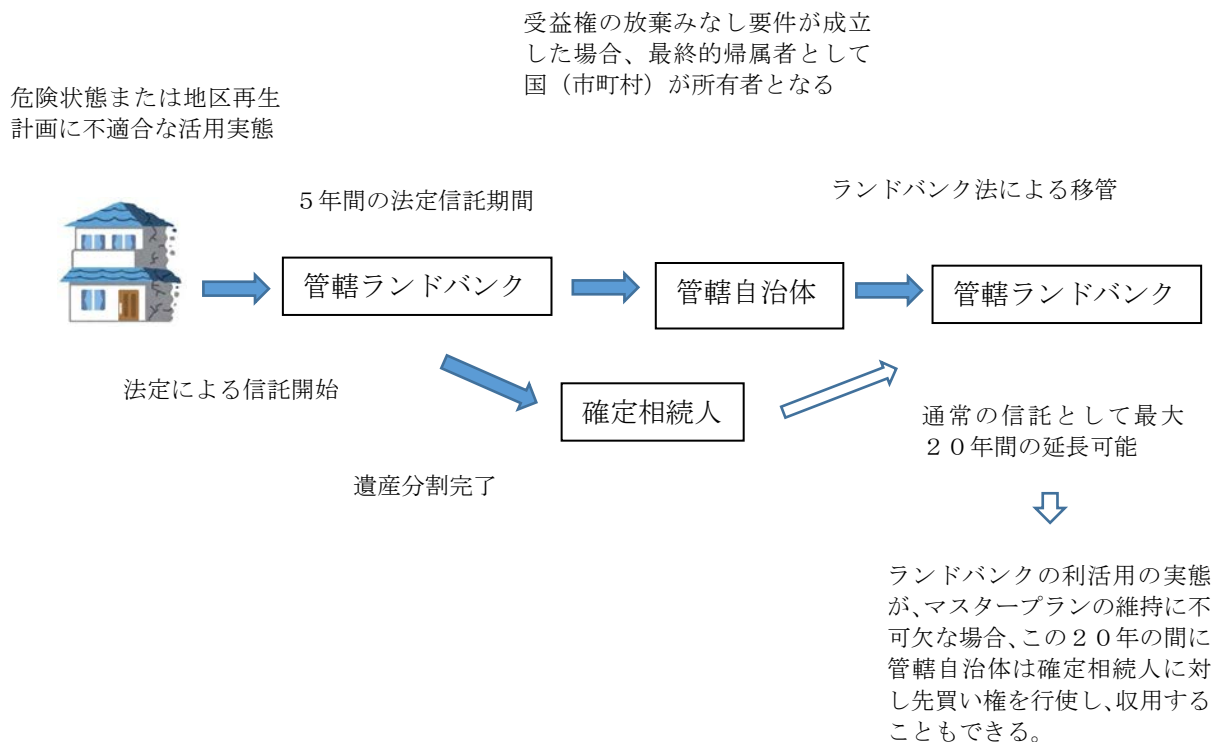 受益権の放棄みなし要件が成立
した場合、最終的帰属者として
国（市町村）が所有者となる
危険状態または地区再生
計画に不適合な活用実態
５年間の法定信託期間
ランドバンク法による移管
管轄ランドバンク
管轄自治体
管轄ランドバンク
法定による信託開始
確定相続人
通常の信託として最大
２０年間の延長可能
遺産分割完了
ランドバンクの利活用の実態
が、マスタープランの維持に不
可欠な場合、この２０年の間に
管轄自治体は確定相続人に対
し先買い権を行使し、収用する
こともできる。